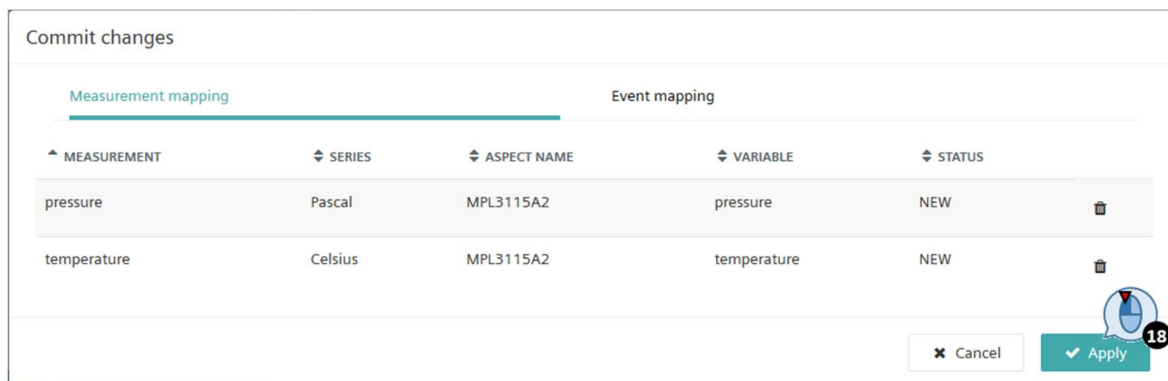 Commit changes
Measurement mapping Event mapping
MEASUREMENT SERIES ASPECT NAME VARIABLE STATUS
pressure Pascal MPL3115A2 pressure NEW
temperature Celsius MPL3115A2 temperature NEW
18
Cancel Apply